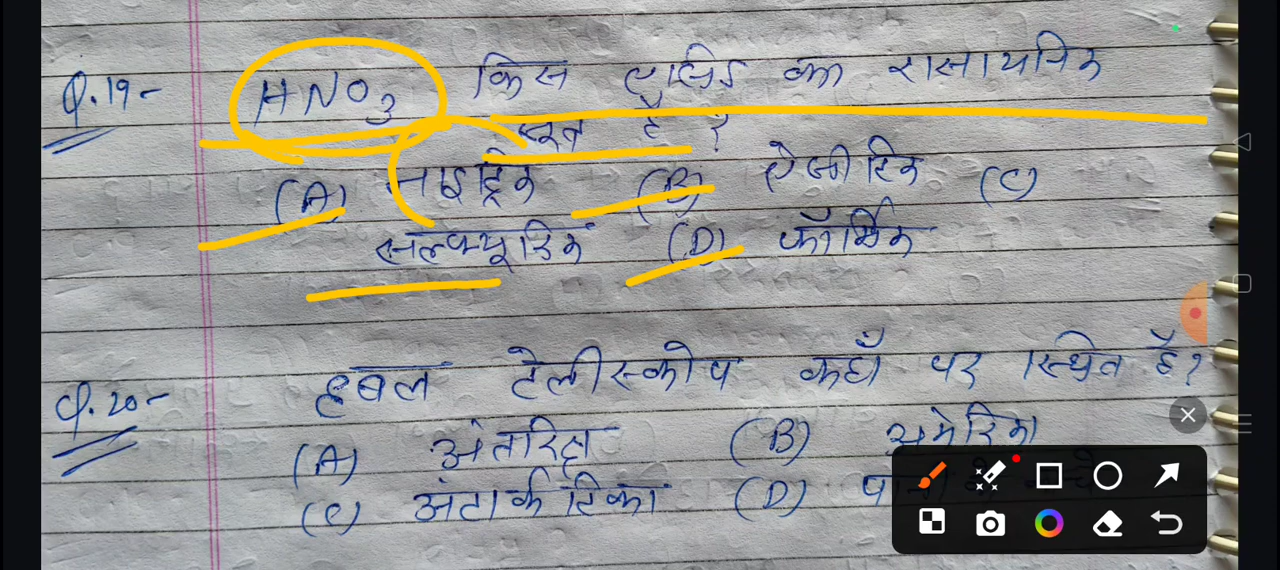 Q.19- HNO3 किस एसिड का रासायनिक
सूत्र है ?
(A) नाइट्रिक (B) ऐसीटिक (C)
सल्फ्यूरिक (D) फॉर्मिक
Q.20- हबल टेलीस्कोप कहाँ पर स्थित है?
(A) अंतरिक्ष (B) अमेरिका
(C) अंटार्कटिका (D)